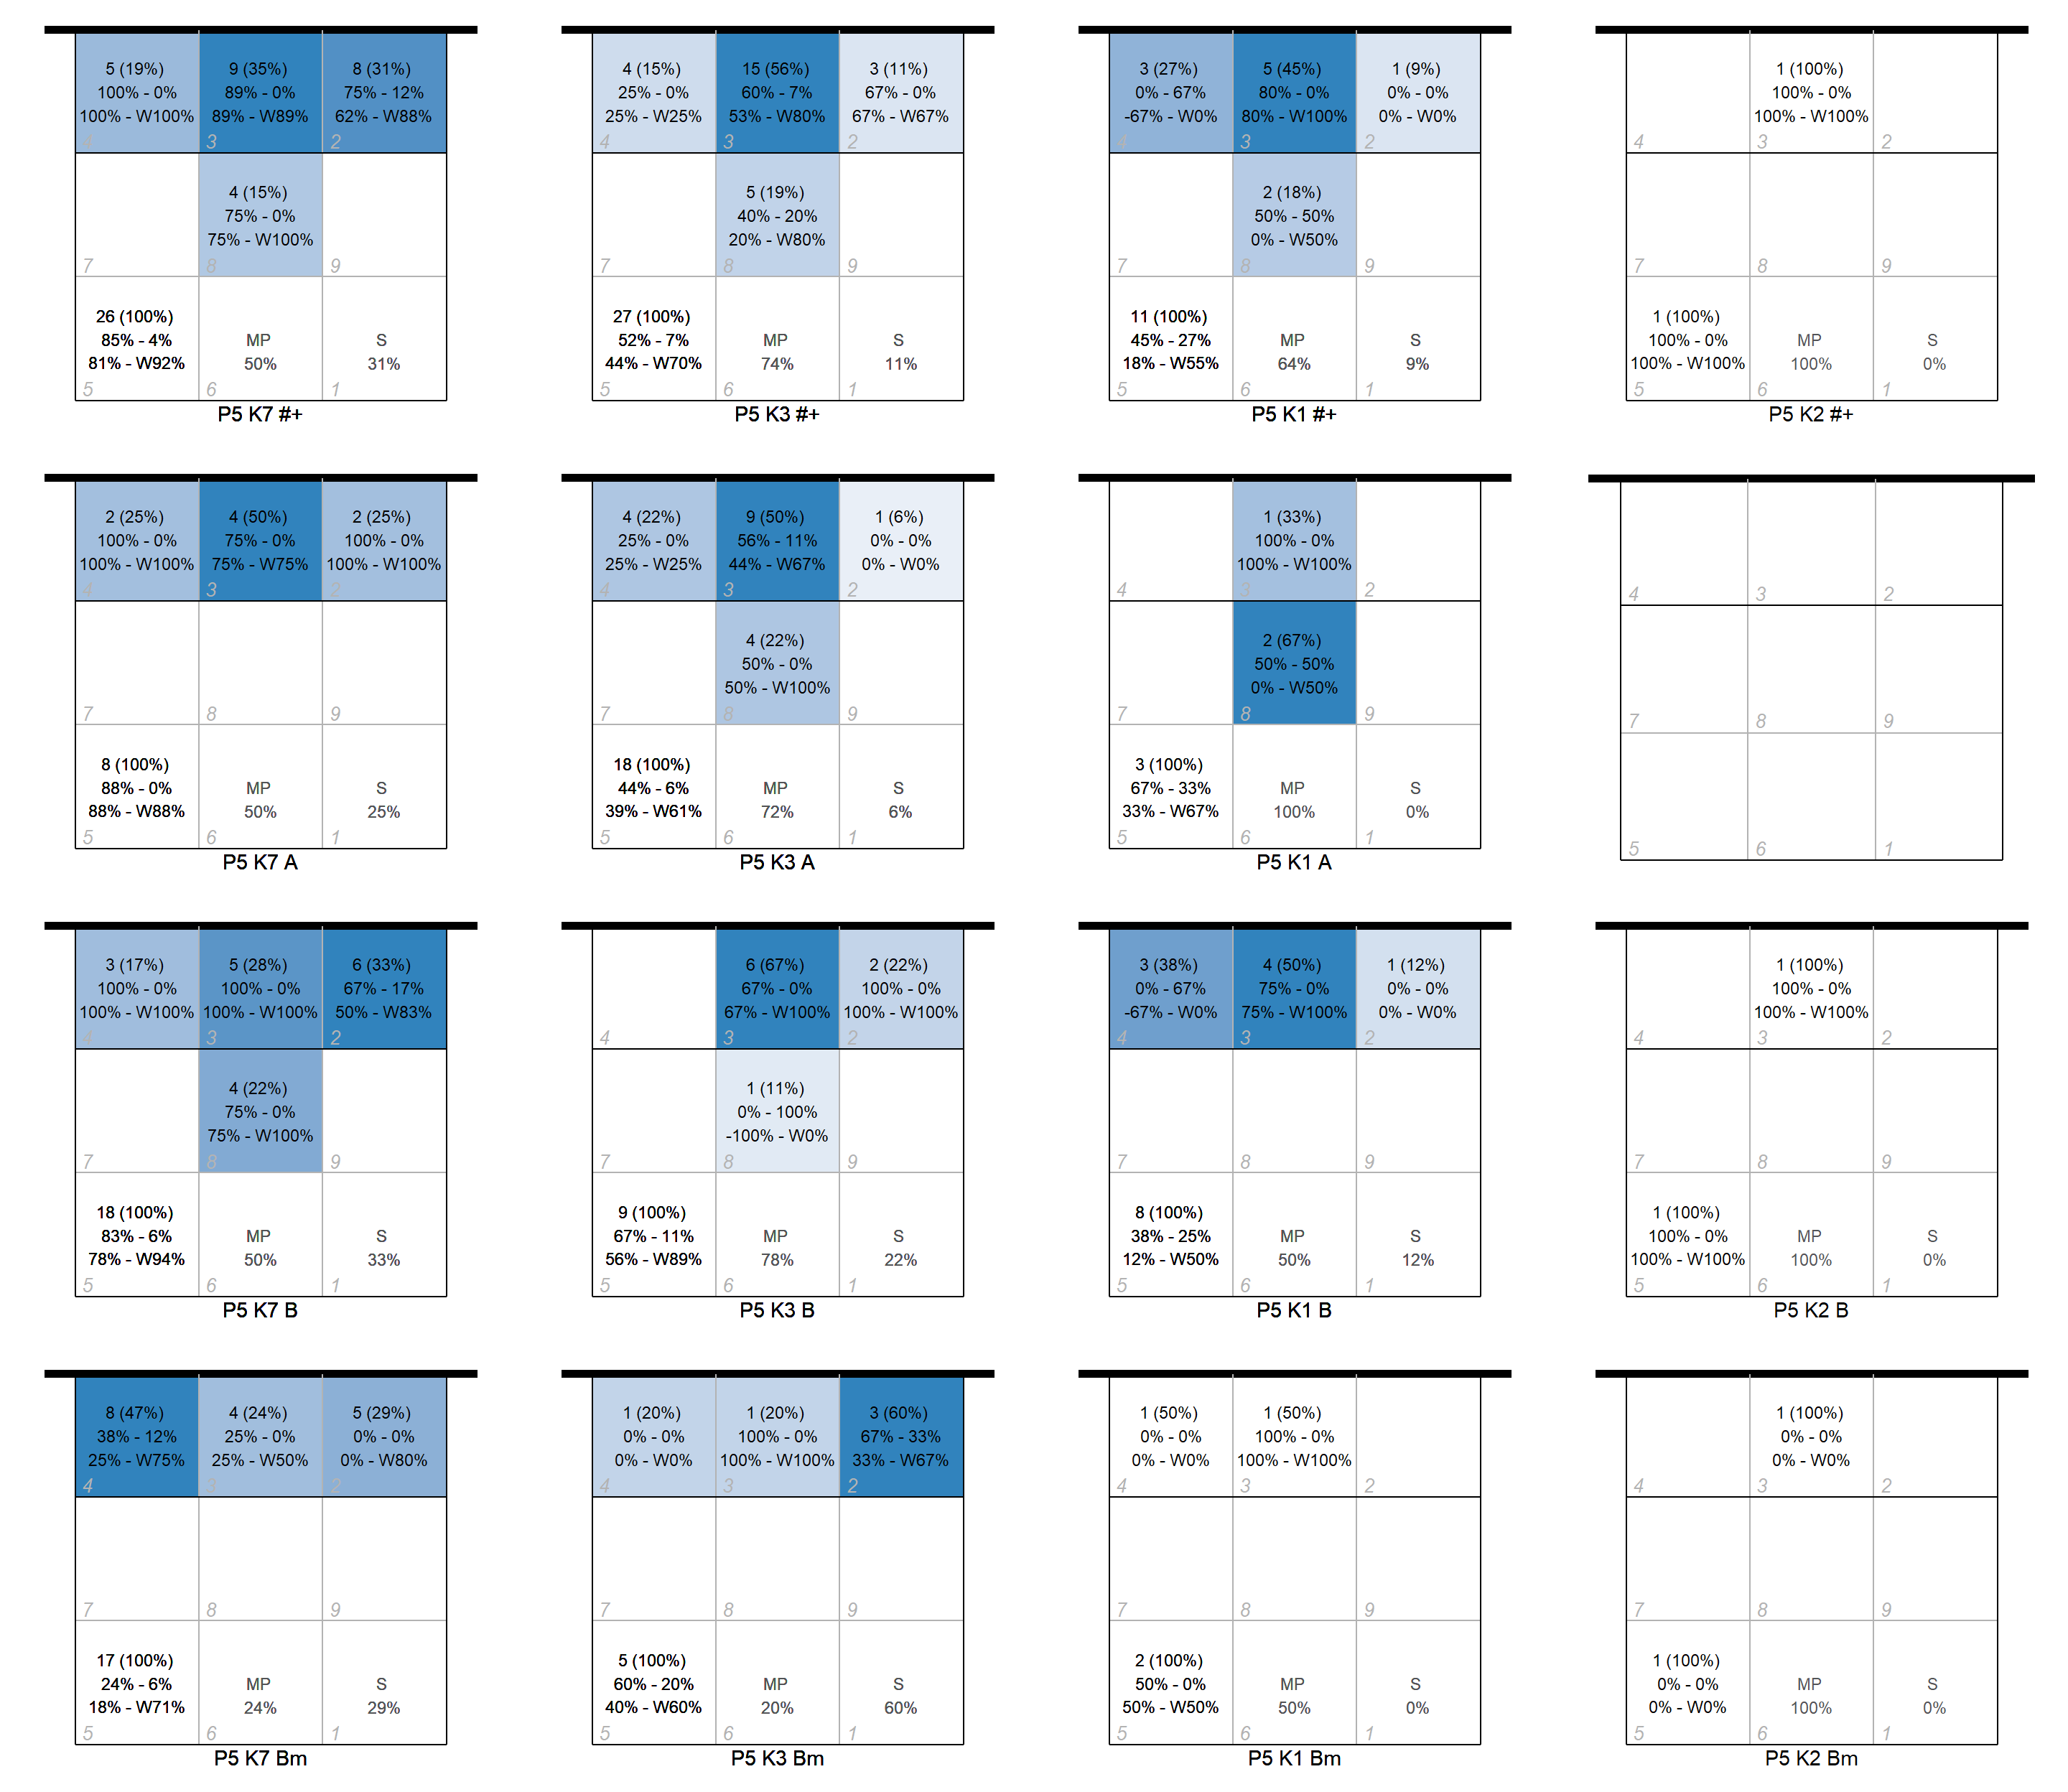 5 (19%) 9 (35%) 8 (31%)
100% - 0% 89% - 0% 75% - 12%
100% - W100% 89% - W89% 62% - W88%
4 3 2
4 (15%)
75% - 0%
75% - W100%
7 8 9
26 (100%)
85% - 4% MP S
81% - W92% 50% 31%
5 6 1
P5 K7 #+
4 (15%) 15 (56%) 3 (11%)
25% - 0% 60% - 7% 67% - 0%
25% - W25% 53% - W80% 67% - W67%
4 3 2
5 (19%)
40% - 20%
20% - W80%
7 8 9
27 (100%)
52% - 7% MP S
44% - W70% 74% 11%
5 6 1
P5 K3 #+
3 (27%) 5 (45%) 1 (9%)
0% - 67% 80% - 0% 0% - 0%
-67% - W0% 80% - W100% 0% - W0%
4 3 2
2 (18%)
50% - 50%
0% - W50%
7 8 9
11 (100%)
45% - 27% MP S
18% - W55% 64% 9%
5 6 1
P5 K1 #+
1 (100%)
100% - 0%
100% - W100%
4 3 2
7 8 9
1 (100%)
100% - 0% MP S
100% - W100% 100% 0%
5 6 1
P5 K2 #+
2 (25%) 4 (50%) 2 (25%)
100% - 0% 75% - 0% 100% - 0%
100% - W100% 75% - W75% 100% - W100%
4 3 2
7 8 9
8 (100%)
88% - 0% MP S
88% - W88% 50% 25%
5 6 1
P5 K7 A
4 (22%) 9 (50%) 1 (6%)
25% - 0% 56% - 11% 0% - 0%
25% - W25% 44% - W67% 0% - W0%
4 3 2
4 (22%)
50% - 0%
50% - W100%
7 8 9
18 (100%)
44% - 6% MP S
39% - W61% 72% 6%
5 6 1
P5 K3 A
1 (33%)
100% - 0%
100% - W100%
4 3 2
2 (67%)
50% - 50%
0% - W50%
7 8 9
3 (100%)
67% - 33% MP S
33% - W67% 100% 0%
5 6 1
P5 K1 A
4 3 2
7 8 9
5 6 1
3 (17%) 5 (28%) 6 (33%)
100% - 0% 100% - 0% 67% - 17%
100% - W100% 100% - W100% 50% - W83%
4 3 2
4 (22%)
75% - 0%
75% - W100%
7 8 9
18 (100%)
83% - 6% MP S
78% - W94% 50% 33%
5 6 1
P5 K7 B
6 (67%) 2 (22%)
67% - 0% 100% - 0%
67% - W100% 100% - W100%
4 3 2
1 (11%)
0% - 100%
-100% - W0%
7 8 9
9 (100%)
67% - 11% MP S
56% - W89% 78% 22%
5 6 1
P5 K3 B
3 (38%) 4 (50%) 1 (12%)
0% - 67% 75% - 0% 0% - 0%
-67% - W0% 75% - W100% 0% - W0%
4 3 2
7 8 9
8 (100%)
38% - 25% MP S
12% - W50% 50% 12%
5 6 1
P5 K1 B
1 (100%)
100% - 0%
100% - W100%
4 3 2
7 8 9
1 (100%)
100% - 0% MP S
100% - W100% 100% 0%
5 6 1
P5 K2 B
8 (47%) 4 (24%) 5 (29%)
38% - 12% 25% - 0% 0% - 0%
25% - W75% 25% - W50% 0% - W80%
4 3 2
7 8 9
17 (100%)
24% - 6% MP S
18% - W71% 24% 29%
5 6 1
P5 K7 Bm
1 (20%) 1 (20%) 3 (60%)
0% - 0% 100% - 0% 67% - 33%
0% - W0% 100% - W100% 33% - W67%
4 3 2
7 8 9
5 (100%)
60% - 20% MP S
40% - W60% 20% 60%
5 6 1
P5 K3 Bm
1 (50%) 1 (50%)
0% - 0% 100% - 0%
0% - W0% 100% - W100%
4 3 2
7 8 9
2 (100%)
50% - 0% MP S
50% - W50% 50% 0%
5 6 1
P5 K1 Bm
1 (100%)
0% - 0%
0% - W0%
4 3 2
7 8 9
1 (100%)
0% - 0% MP S
0% - W0% 100% 0%
5 6 1
P5 K2 Bm